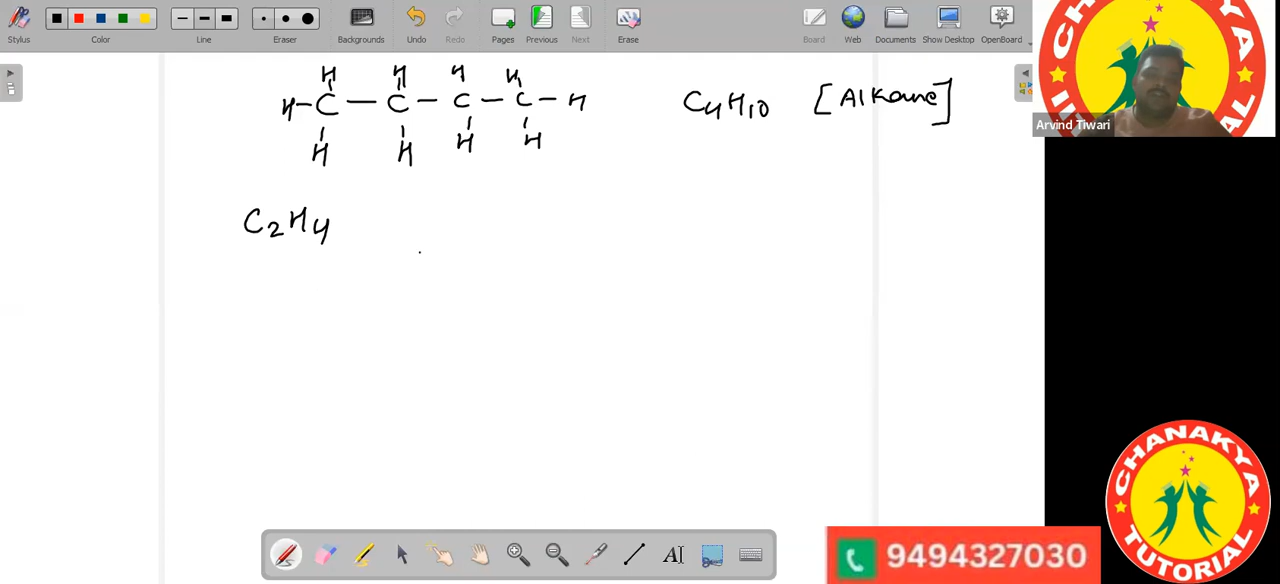 Stylus Color Line Eraser Backgrounds Undo Redo Pages Previous Next Erase Board Web Documents Show Desktop OpenBoard
H H H H
H-C-C-C-C-H C4H10 [Alkane]
H H H H
C2H4
Arvind Tiwari
CHANAKYA
TUTORIAL
9494327030